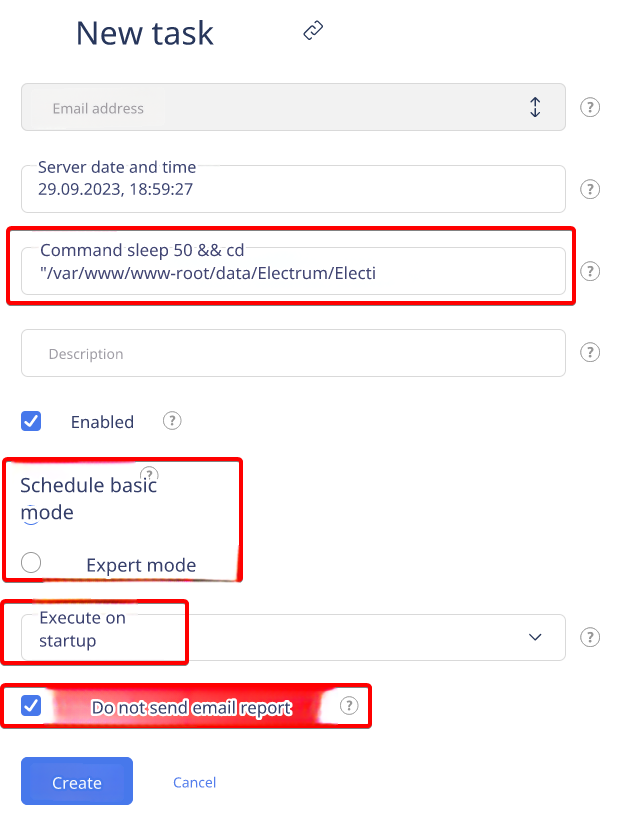 New task
Email address
?
Server date and time
29.09.2023, 18:59:27
?
Command sleep 50 && cd
"/var/www/www-root/data/Electrum/Electi
?
Description
?
Enabled
?
?
Schedule basic
mode
Expert mode
Execute on
startup
?
Do not send email report
?
Create
Cancel